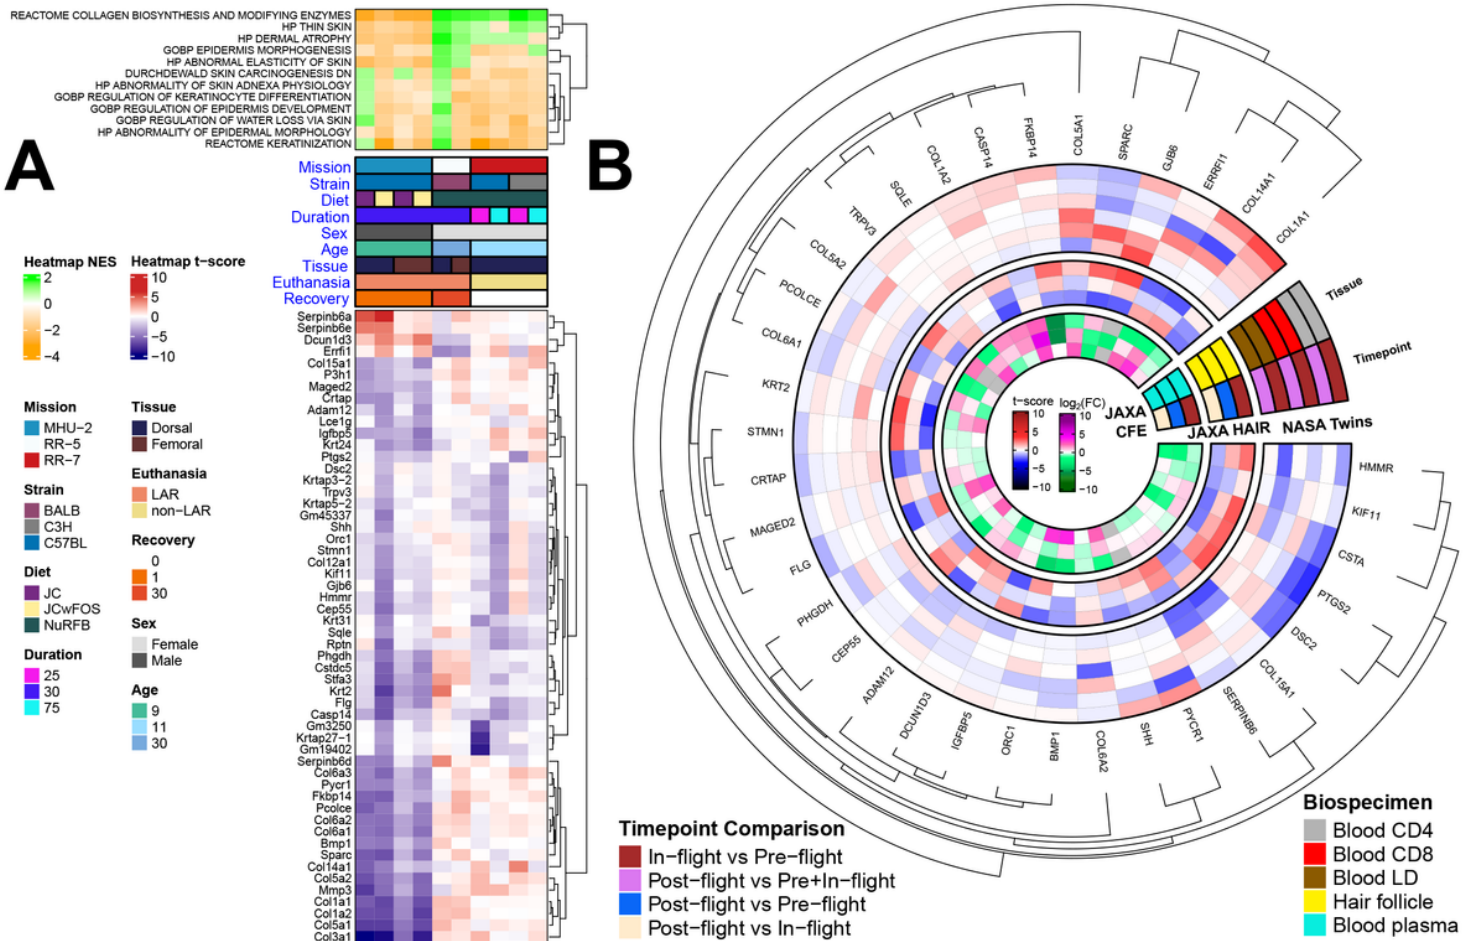 REACTOME COLLAGEN BIOSYNTHESIS AND MODIFYING ENZYMES
HP THIN SKIN
HP DERMAL ATROPHY
GOBP EPIDERMIS MORPHOGENESIS
HP ABNORMAL ELASTICITY OF SKIN
DURCHDEWALD SKIN CARCINOGENESIS DN
HP ABNORMALITY OF SKIN ADNEXA PHYSIOLOGY
GOBP REGULATION OF KERATINOCYTE DIFFERENTIATION
GOBP REGULATION OF EPIDERMIS DEVELOPMENT
GOBP REGULATION OF WATER LOSS VIA SKIN
HP ABNORMALITY OF EPIDERMAL MORPHOLOGY
REACTOME KERATINIZATION
A
Mission
Strain
Diet
Duration
Sex
Age
Tissue
Euthanasia
Recovery
Heatmap NES
2
0
−2
−4
Heatmap t−score
10
5
0
−5
−10
Mission
MHU−2
RR−5
RR−7
Strain
BALB
C3H
C57BL
Diet
JC
JCwFOS
NuRFB
Duration
25
30
75
Tissue
Dorsal
Femoral
Euthanasia
LAR
non−LAR
Recovery
0
1
30
Sex
Female
Male
Age
9
11
30
Serpinb6a
Serpinb6e
Dcun1d3
Errfi1
Col15a1
P3h1
Maged2
Crtap
Adam12
Lce1g
Igfbp5
Krt24
Ptgs2
Dsc2
Krtap3−2
Trpv3
Krtap5−2
Gm45337
Shh
Orc1
Stmn1
Col12a1
Kif11
Gjb6
Hmmr
Cep55
Krt31
Sqle
Rptn
Phgdh
Cstdc5
Stfa3
Krt2
Flg
Casp14
Gm3250
Krtap27−1
Gm19402
Serpinb6d
Col6a3
Pycr1
Fkbp14
Pcolce
Col6a2
Col6a1
Bmp1
Sparc
Col14a1
Col5a2
Mmp3
Col1a1
Col1a2
Col5a1
Col3a1
B
HMMR
KIF11
CSTA
PTGS2
DSC2
COL15A1
SERPINB6
PYCR1
SHH
COL6A2
BMP1
ORC1
IGFBP5
DCUN1D3
ADAM12
CEP55
PHGDH
FLG
MAGED2
CRTAP
STMN1
KRT2
COL6A1
PCOLCE
COL5A2
TRPV3
SQLE
COL1A2
CASP14
FKBP14
COL5A1
SPARC
GJB6
ERRFI1
COL14A1
COL1A1
Tissue
Timepoint
JAXA
CFE
JAXA HAIR
NASA Twins
t−score
10
5
0
−5
−10
log2(FC)
10
5
0
−5
−10
Timepoint Comparison
In−flight vs Pre−flight
Post−flight vs Pre+In−flight
Post−flight vs Pre−flight
Post−flight vs In−flight
Biospecimen
Blood CD4
Blood CD8
Blood LD
Hair follicle
Blood plasma